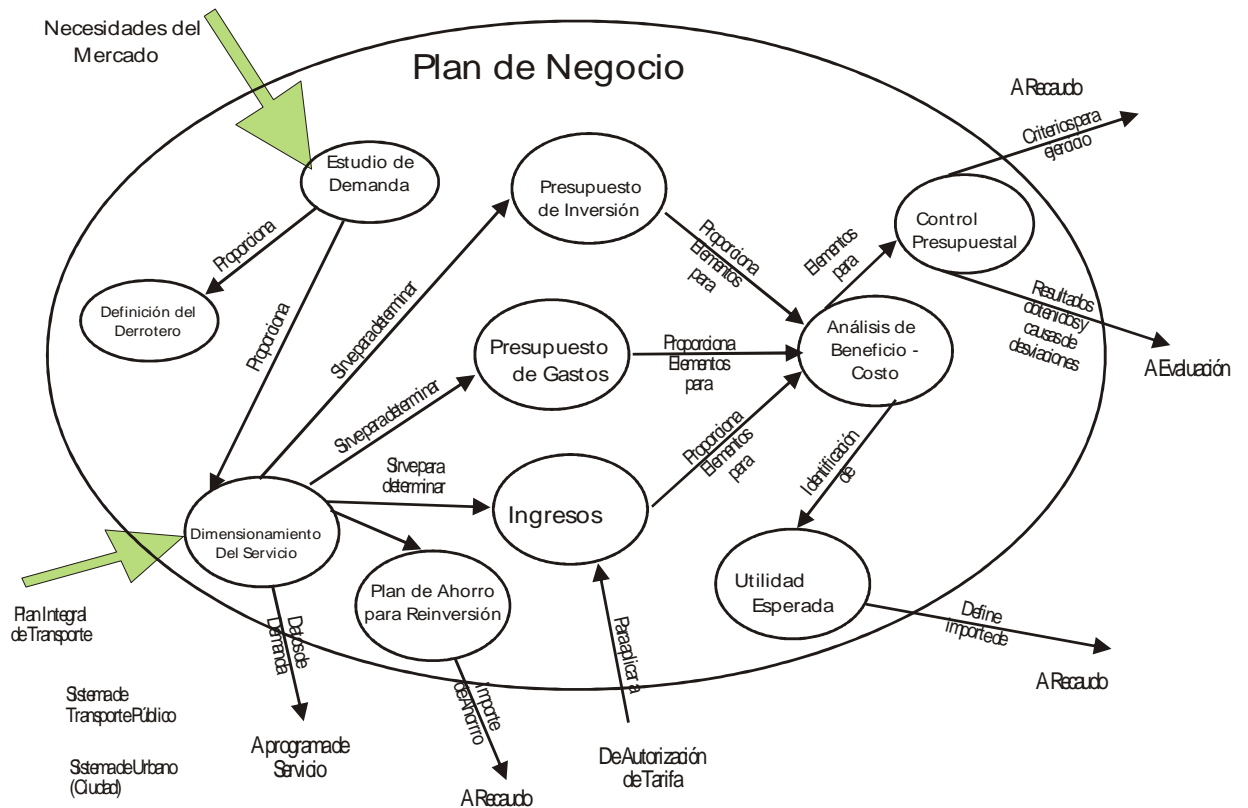 Necesidades del
Mercado
Plan de Negocio
A Recaudo
Criterios para
ejercicio
Estudio de
Demanda
Presupuesto
de Inversión
Control
Presupuestal
Proporciona
Proporciona
Elementos
para
Elementos
para
Resultados
obtenidos y
causas de
desviaciones
A Evaluación
Definición del
Derrotero
Proporciona
Sirve para determinar
Presupuesto
de Gastos
Proporciona
Elementos
para
Análisis de
Beneficio -
Costo
Sirve para determinar
Proporciona
Elementos
para
Identificación
de
Sirve para
determinar
Ingresos
Dimensionamiento
Del Servicio
Plan de Ahorro
para Reinversión
Utilidad
Esperada
Define
importe de
A Recaudo
Plan Integral
de Transporte
Datos de
Demanda
Importe
de Ahorrro
Para aplicar a
Sistema de
Transporte Público
Sistema de Urbano
(Ciudad)
A programa de
Servicio
A Recaudo
De Autorización
de Tarifa